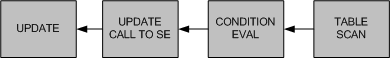 UPDATE
UPDATE
CALL TO SE
CONDITION
EVAL
TABLE
SCAN